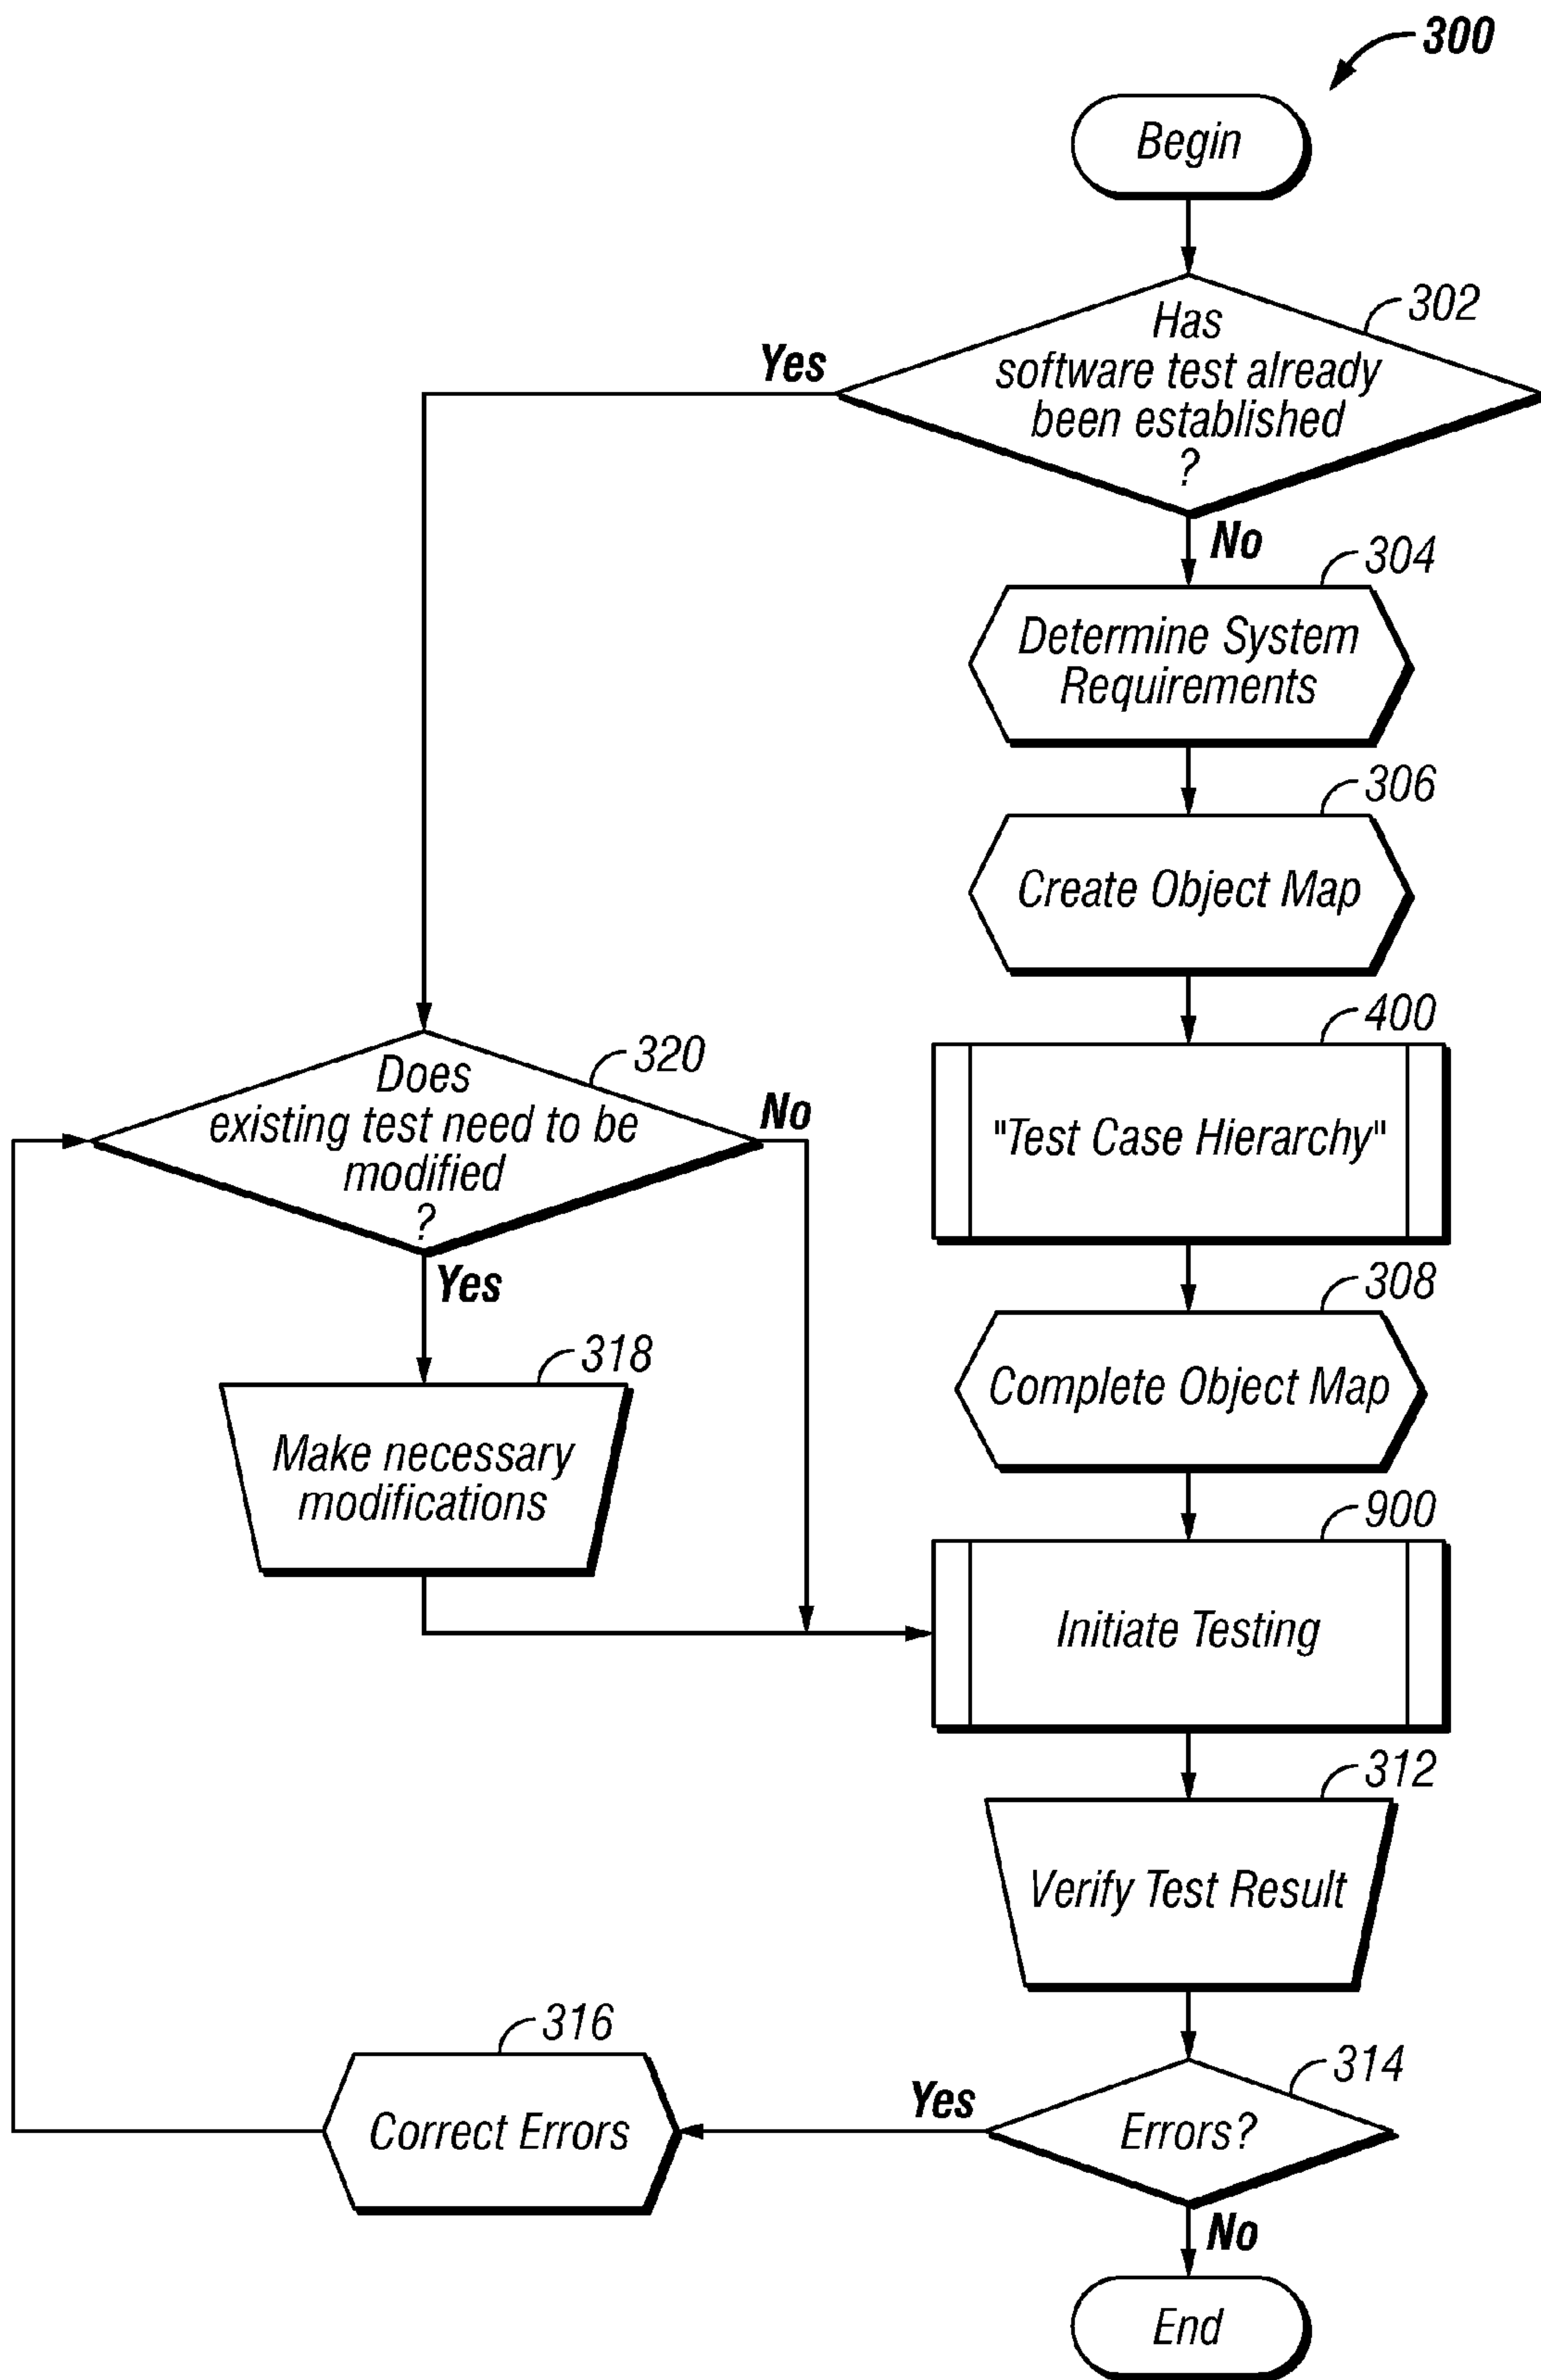 300
Begin
302
Has
software test already
been established
?
Yes
No
304
Determine System
Requirements
306
Create Object Map
400
"Test Case Hierarchy"
320
Does
existing test need to be
modified
?
No
Yes
308
Complete Object Map
318
Make necessary
modifications
900
Initiate Testing
312
Verify Test Result
314
Errors?
Yes
316
Correct Errors
No
End